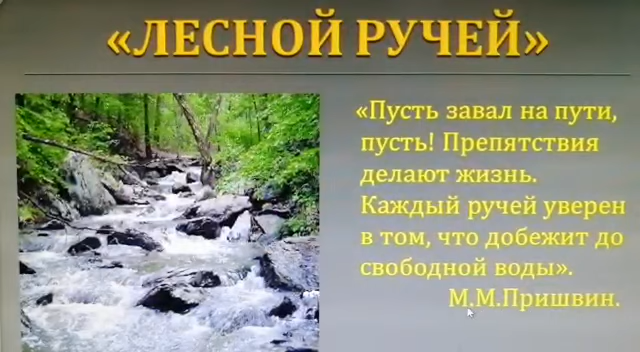 «ЛЕСНОЙ РУЧЕЙ»
«Пусть завал на пути,
пусть! Препятствия
делают жизнь.
Каждый ручей уверен
в том, что добежит до
свободной воды».
М.М.Пришвин.